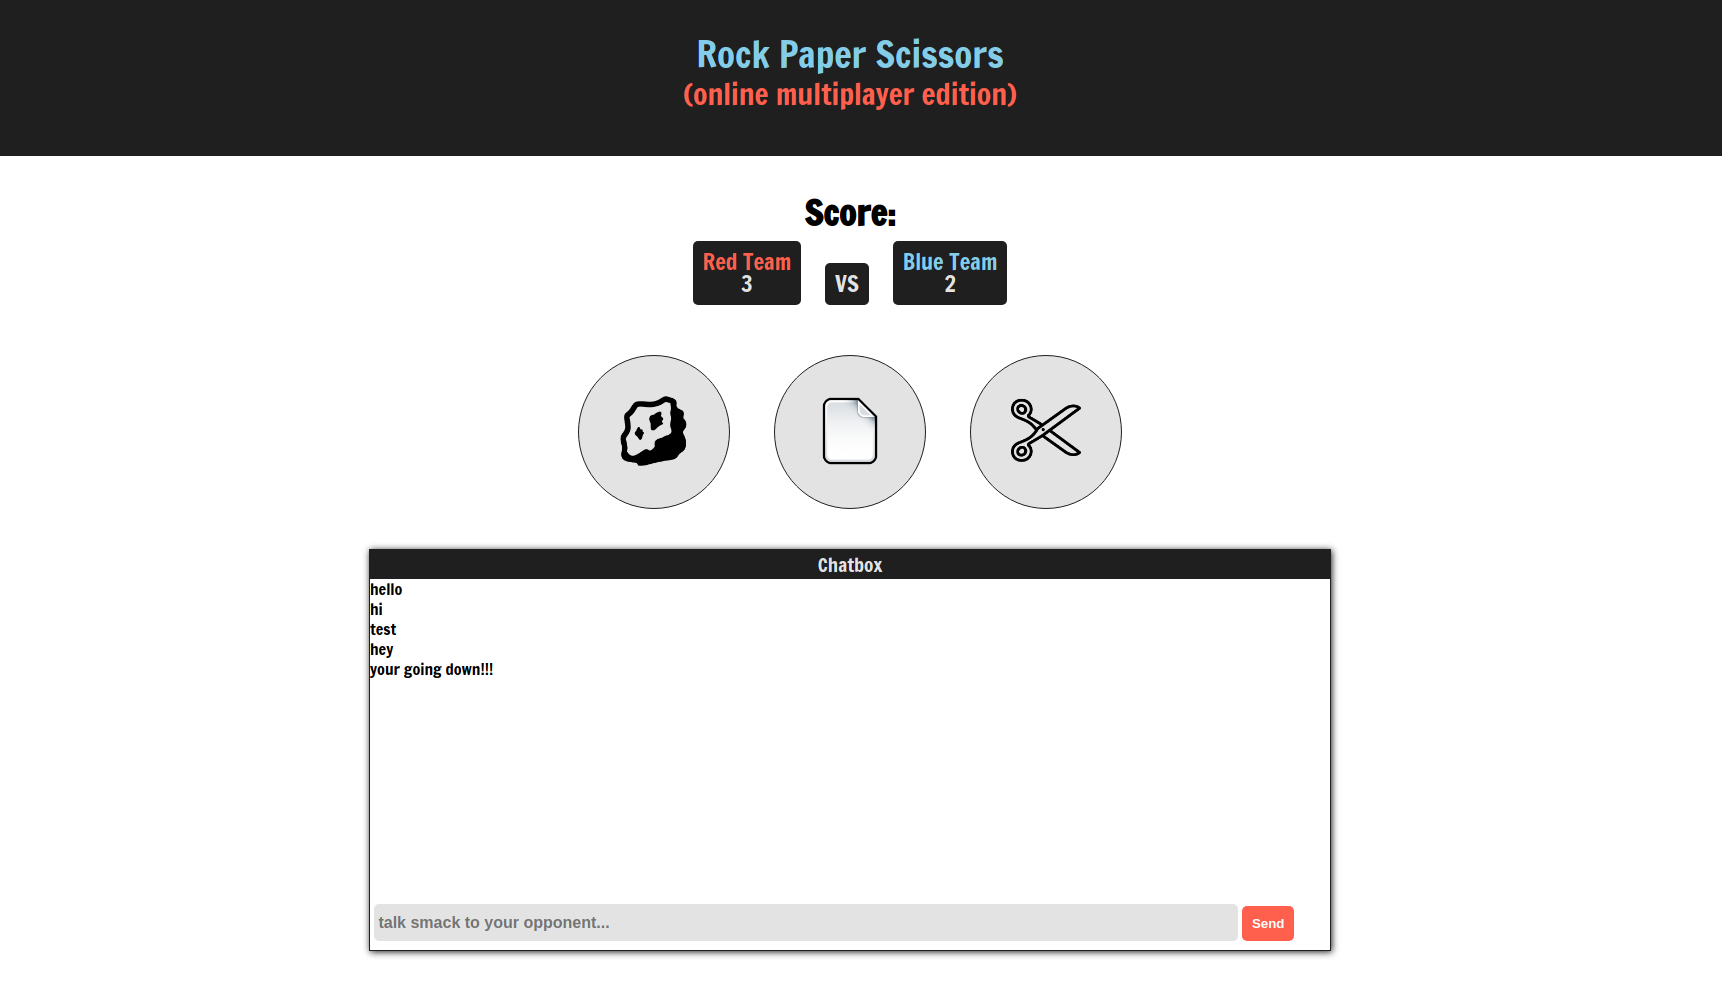 Rock Paper Scissors
(online multiplayer edition)
Score:
Red Team
3
VS
Blue Team
2
Chatbox
hello
hi
test
hey
your going down!!!
talk smack to your opponent...
Send